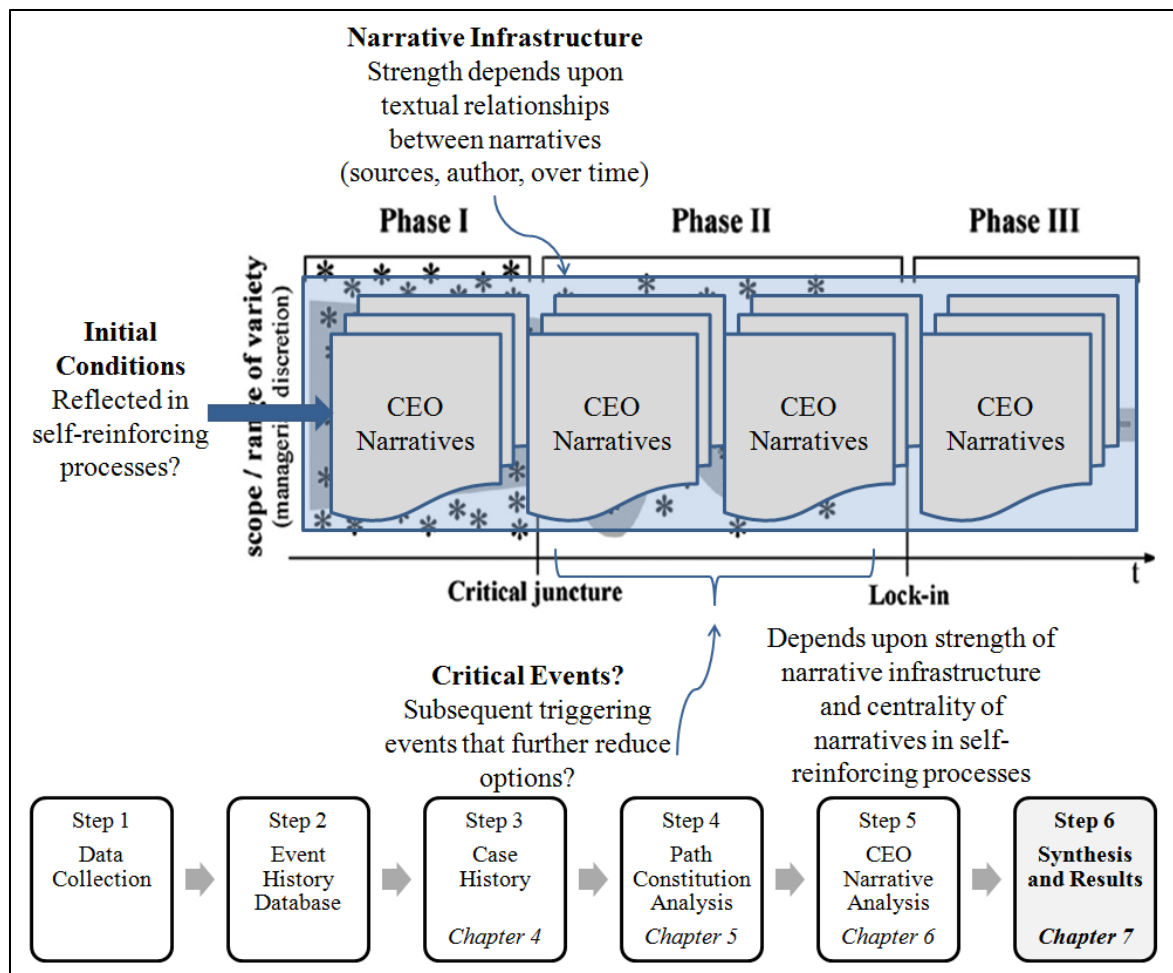 Narrative Infrastructure
Strength depends upon
textual relationships
between narratives
(sources, author, over time)
Phase I
Phase II
Phase III
scope / range of variety
Initial
Conditions
Reflected in
self-reinforcing
processes?
CEO
Narratives
CEO
Narratives
CEO
Narratives
CEO
Narratives
t
Critical juncture
Lock-in
Critical Events?
Subsequent triggering
events that further reduce
options?
Depends upon strength of
narrative infrastructure
and centrality of
narratives in self-
reinforcing processes
Step 1
Data
Collection
Step 2
Event
History
Database
Step 3
Case
History
Chapter 4
Step 4
Path
Constitution
Analysis
Chapter 5
Step 5
CEO
Narrative
Analysis
Chapter 6
Step 6
Synthesis
and Results
Chapter 7